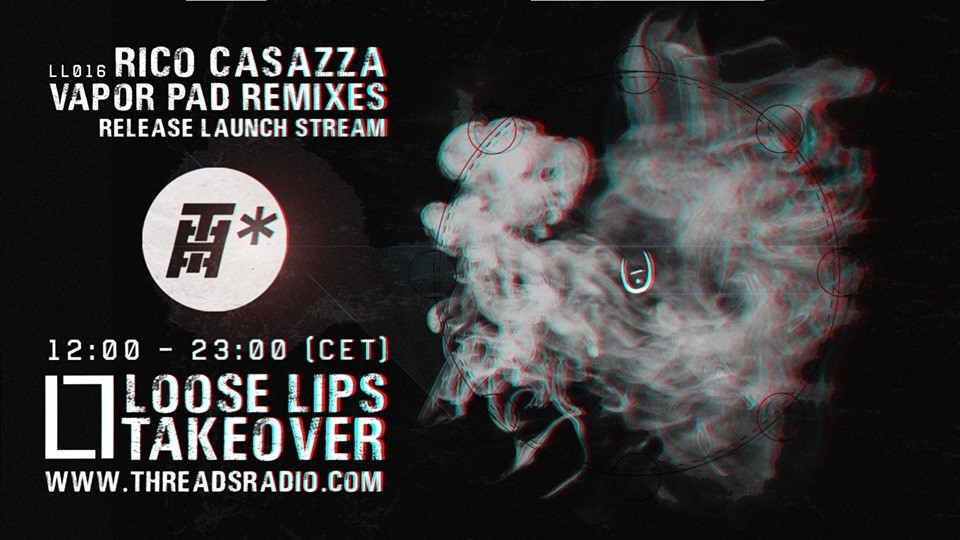 LL016 RICO CASAZZA
VAPOR PAD REMIXES
RELEASE LAUNCH STREAM
TH*
12:00 - 23:00 (CET)
LOOSE LIPS
TAKEOVER
WWW.THREADSRADIO.COM